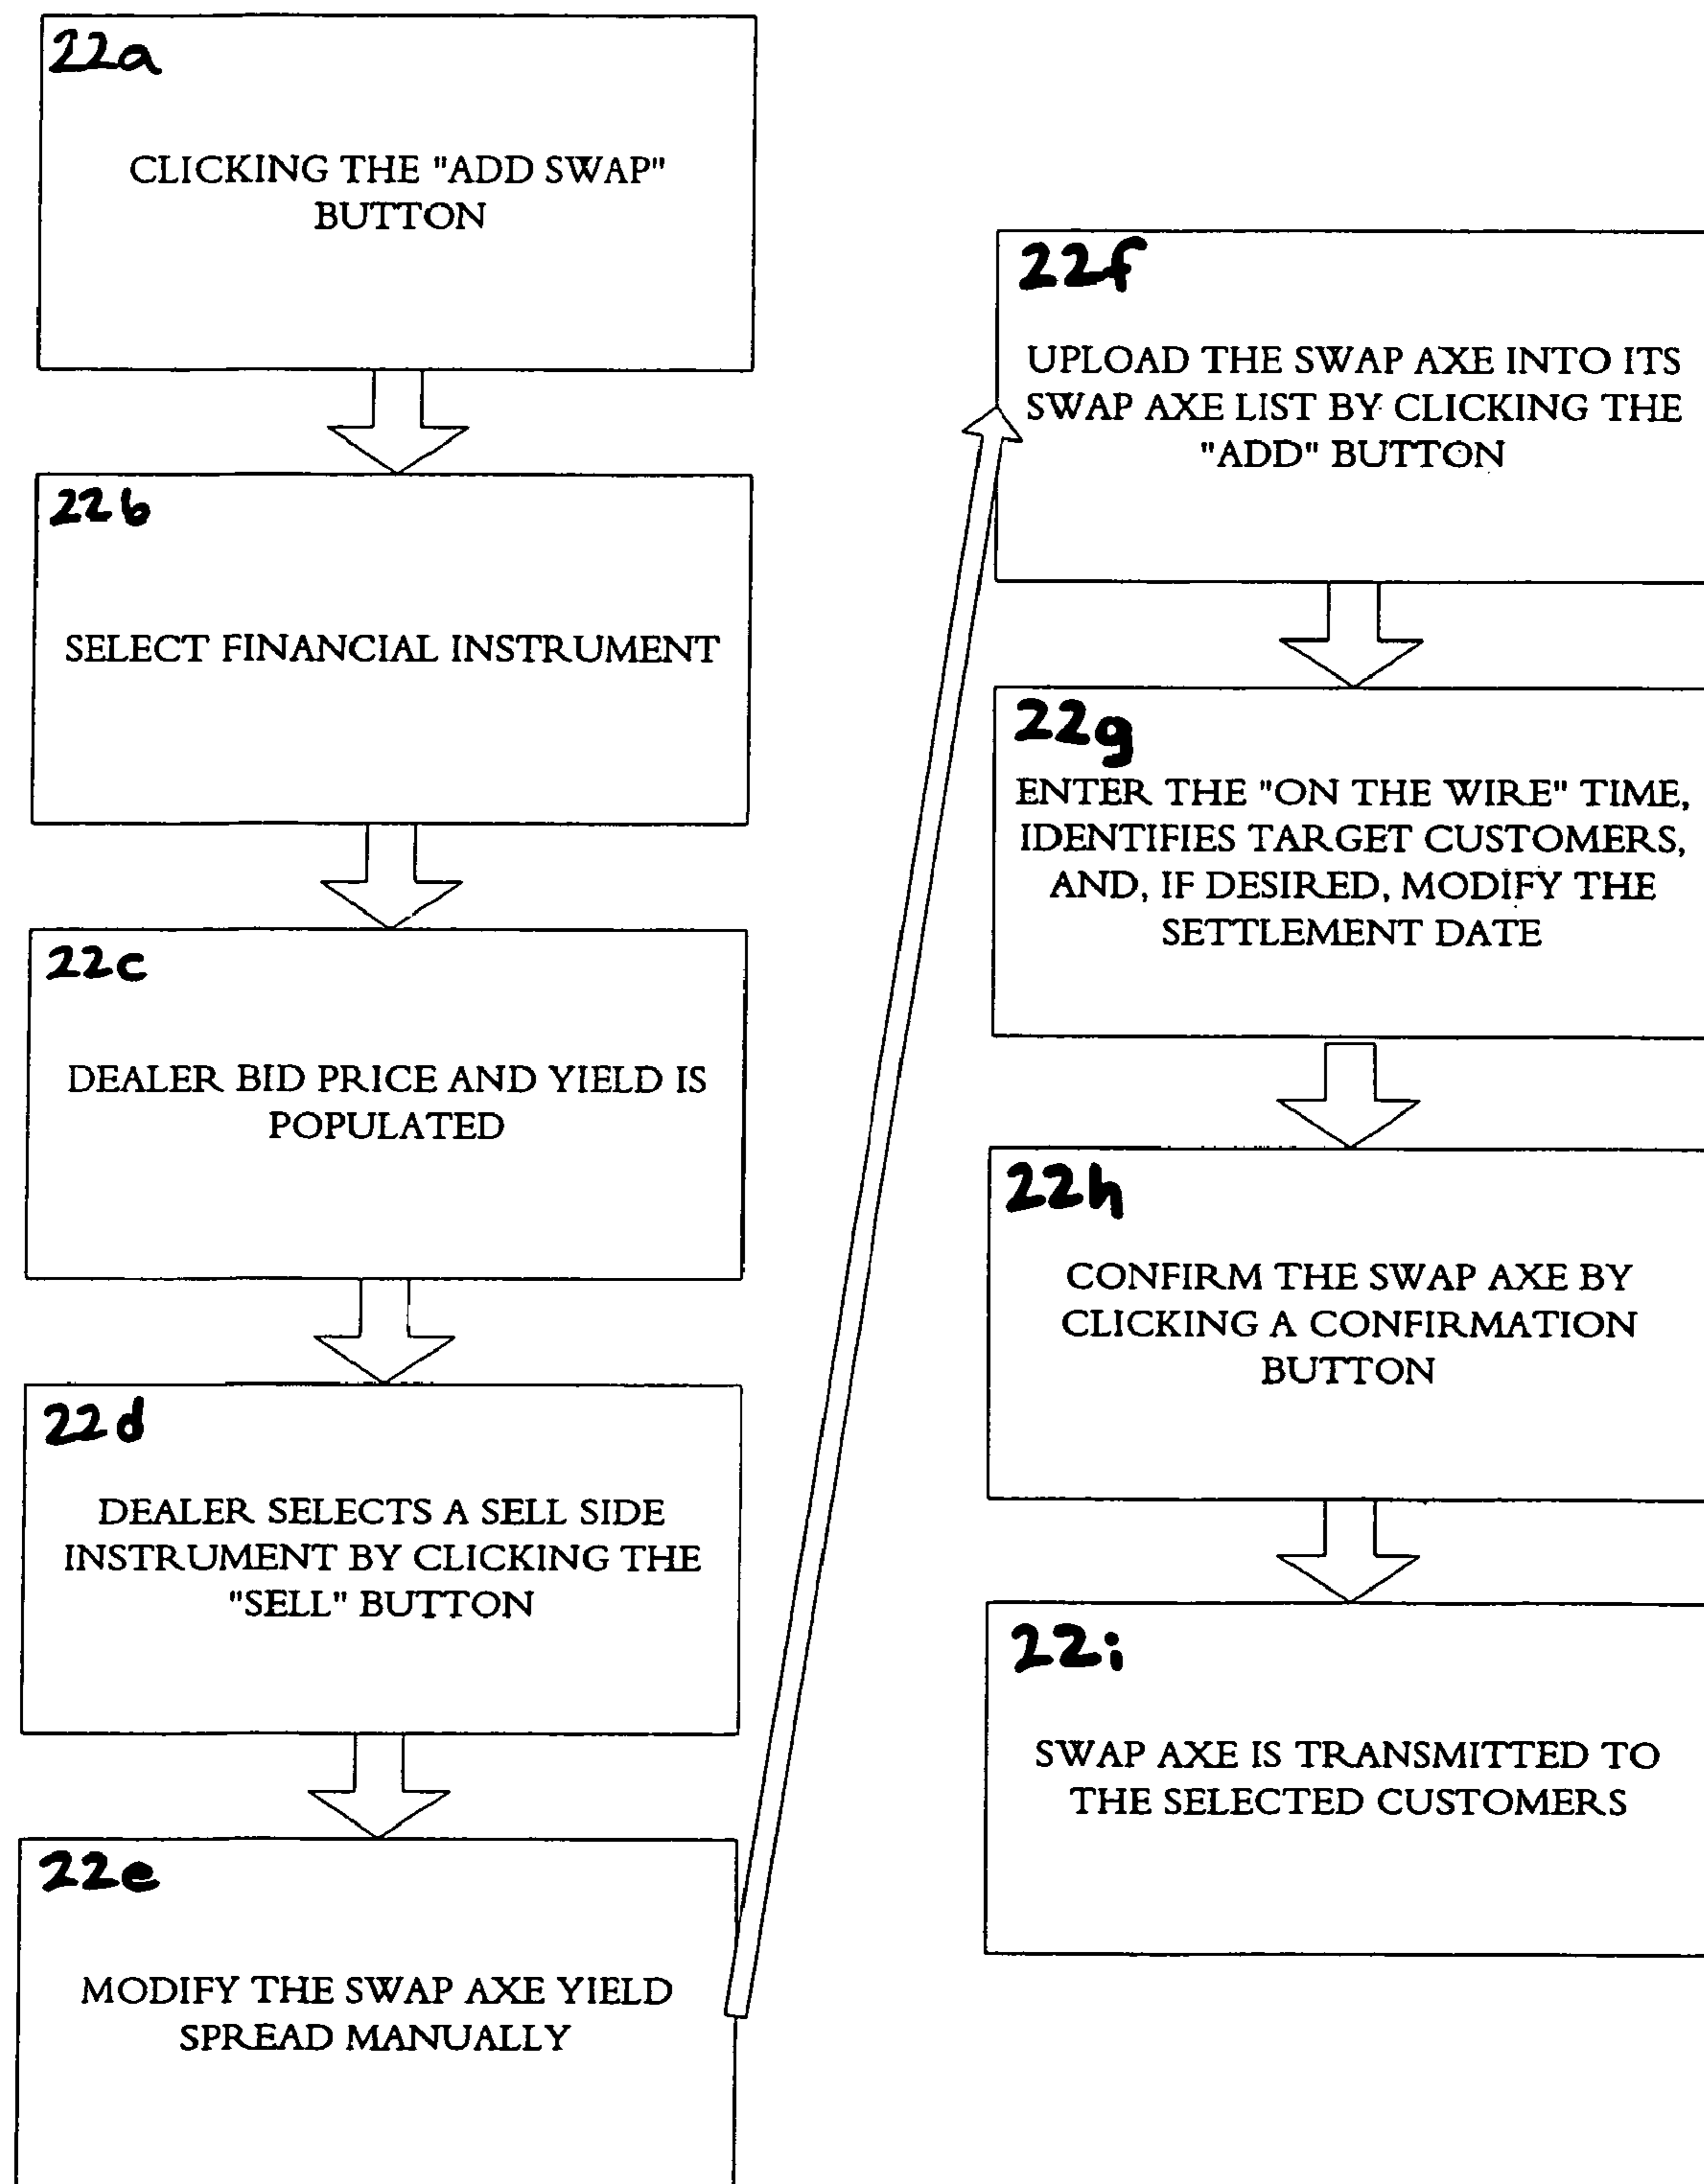 22a
CLICKING THE "ADD SWAP"
BUTTON
22b
SELECT FINANCIAL INSTRUMENT
22c
DEALER BID PRICE AND YIELD IS
POPULATED
22d
DEALER SELECTS A SELL SIDE
INSTRUMENT BY CLICKING THE
"SELL" BUTTON
22e
MODIFY THE SWAP AXE YIELD
SPREAD MANUALLY
22f
UPLOAD THE SWAP AXE INTO ITS
SWAP AXE LIST BY CLICKING THE
"ADD" BUTTON
22g
ENTER THE "ON THE WIRE" TIME,
IDENTIFIES TARGET CUSTOMERS,
AND, IF DESIRED, MODIFY THE
SETTLEMENT DATE
22h
CONFIRM THE SWAP AXE BY
CLICKING A CONFIRMATION
BUTTON
22i
SWAP AXE IS TRANSMITTED TO
THE SELECTED CUSTOMERS